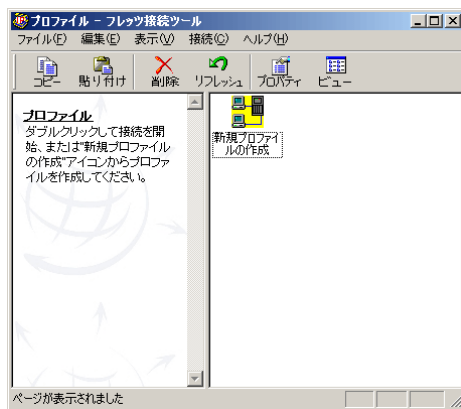 プロファイル - フレッツ接続ツール
ファイル(F) 編集(E) 表示(V) 接続(C) ヘルプ(H)
コピー 貼り付け 削除 リフレッシュ プロパティ ビュー
プロファイル
ダブルクリックして接続を開
始、または"新規プロファイル
の作成"アイコンからプロファ
イルを作成してください。
新規プロファイ
ルの作成
ページが表示されました